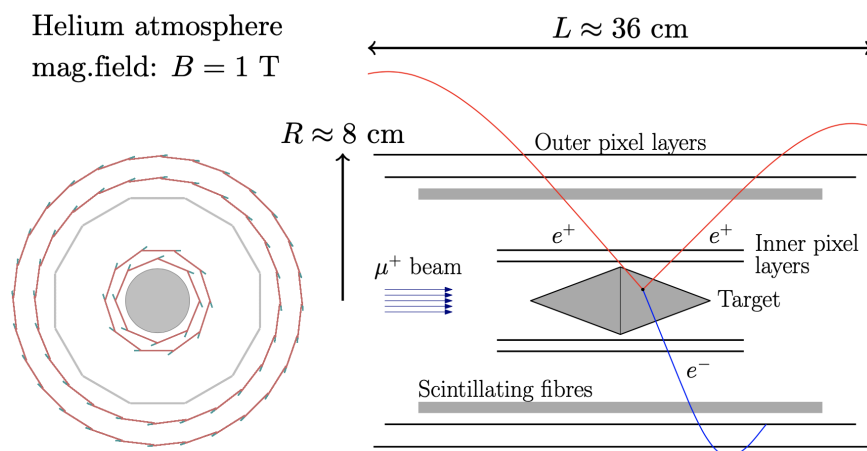 Helium atmosphere
mag.field: B = 1 T
L ≈ 36 cm
R ≈ 8 cm
Outer pixel layers
e⁺
e⁺
Inner pixel
layers
μ⁺ beam
Target
e⁻
Scintillating fibres